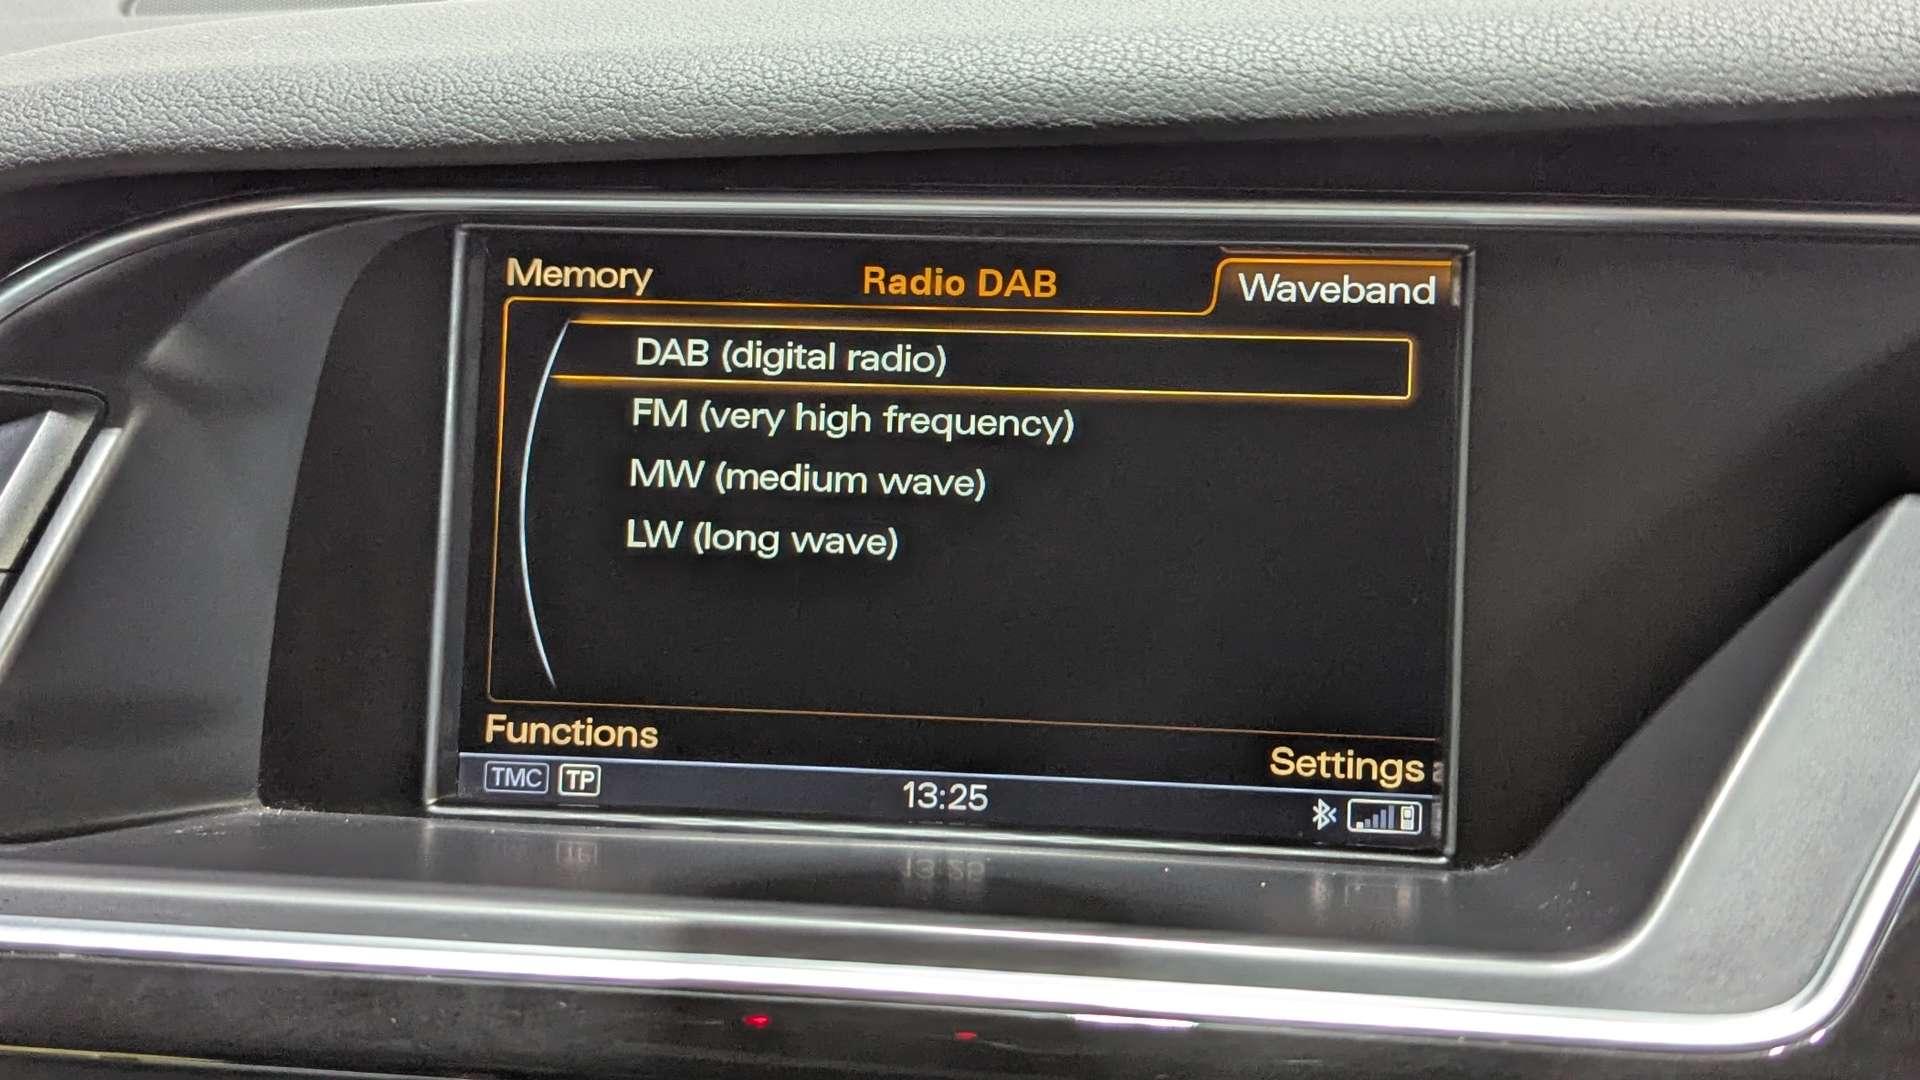 Memory Radio DAB Waveband
DAB (digital radio)
FM (very high frequency)
MW (medium wave)
LW (long wave)
Functions
Settings
TMC TP 13:25